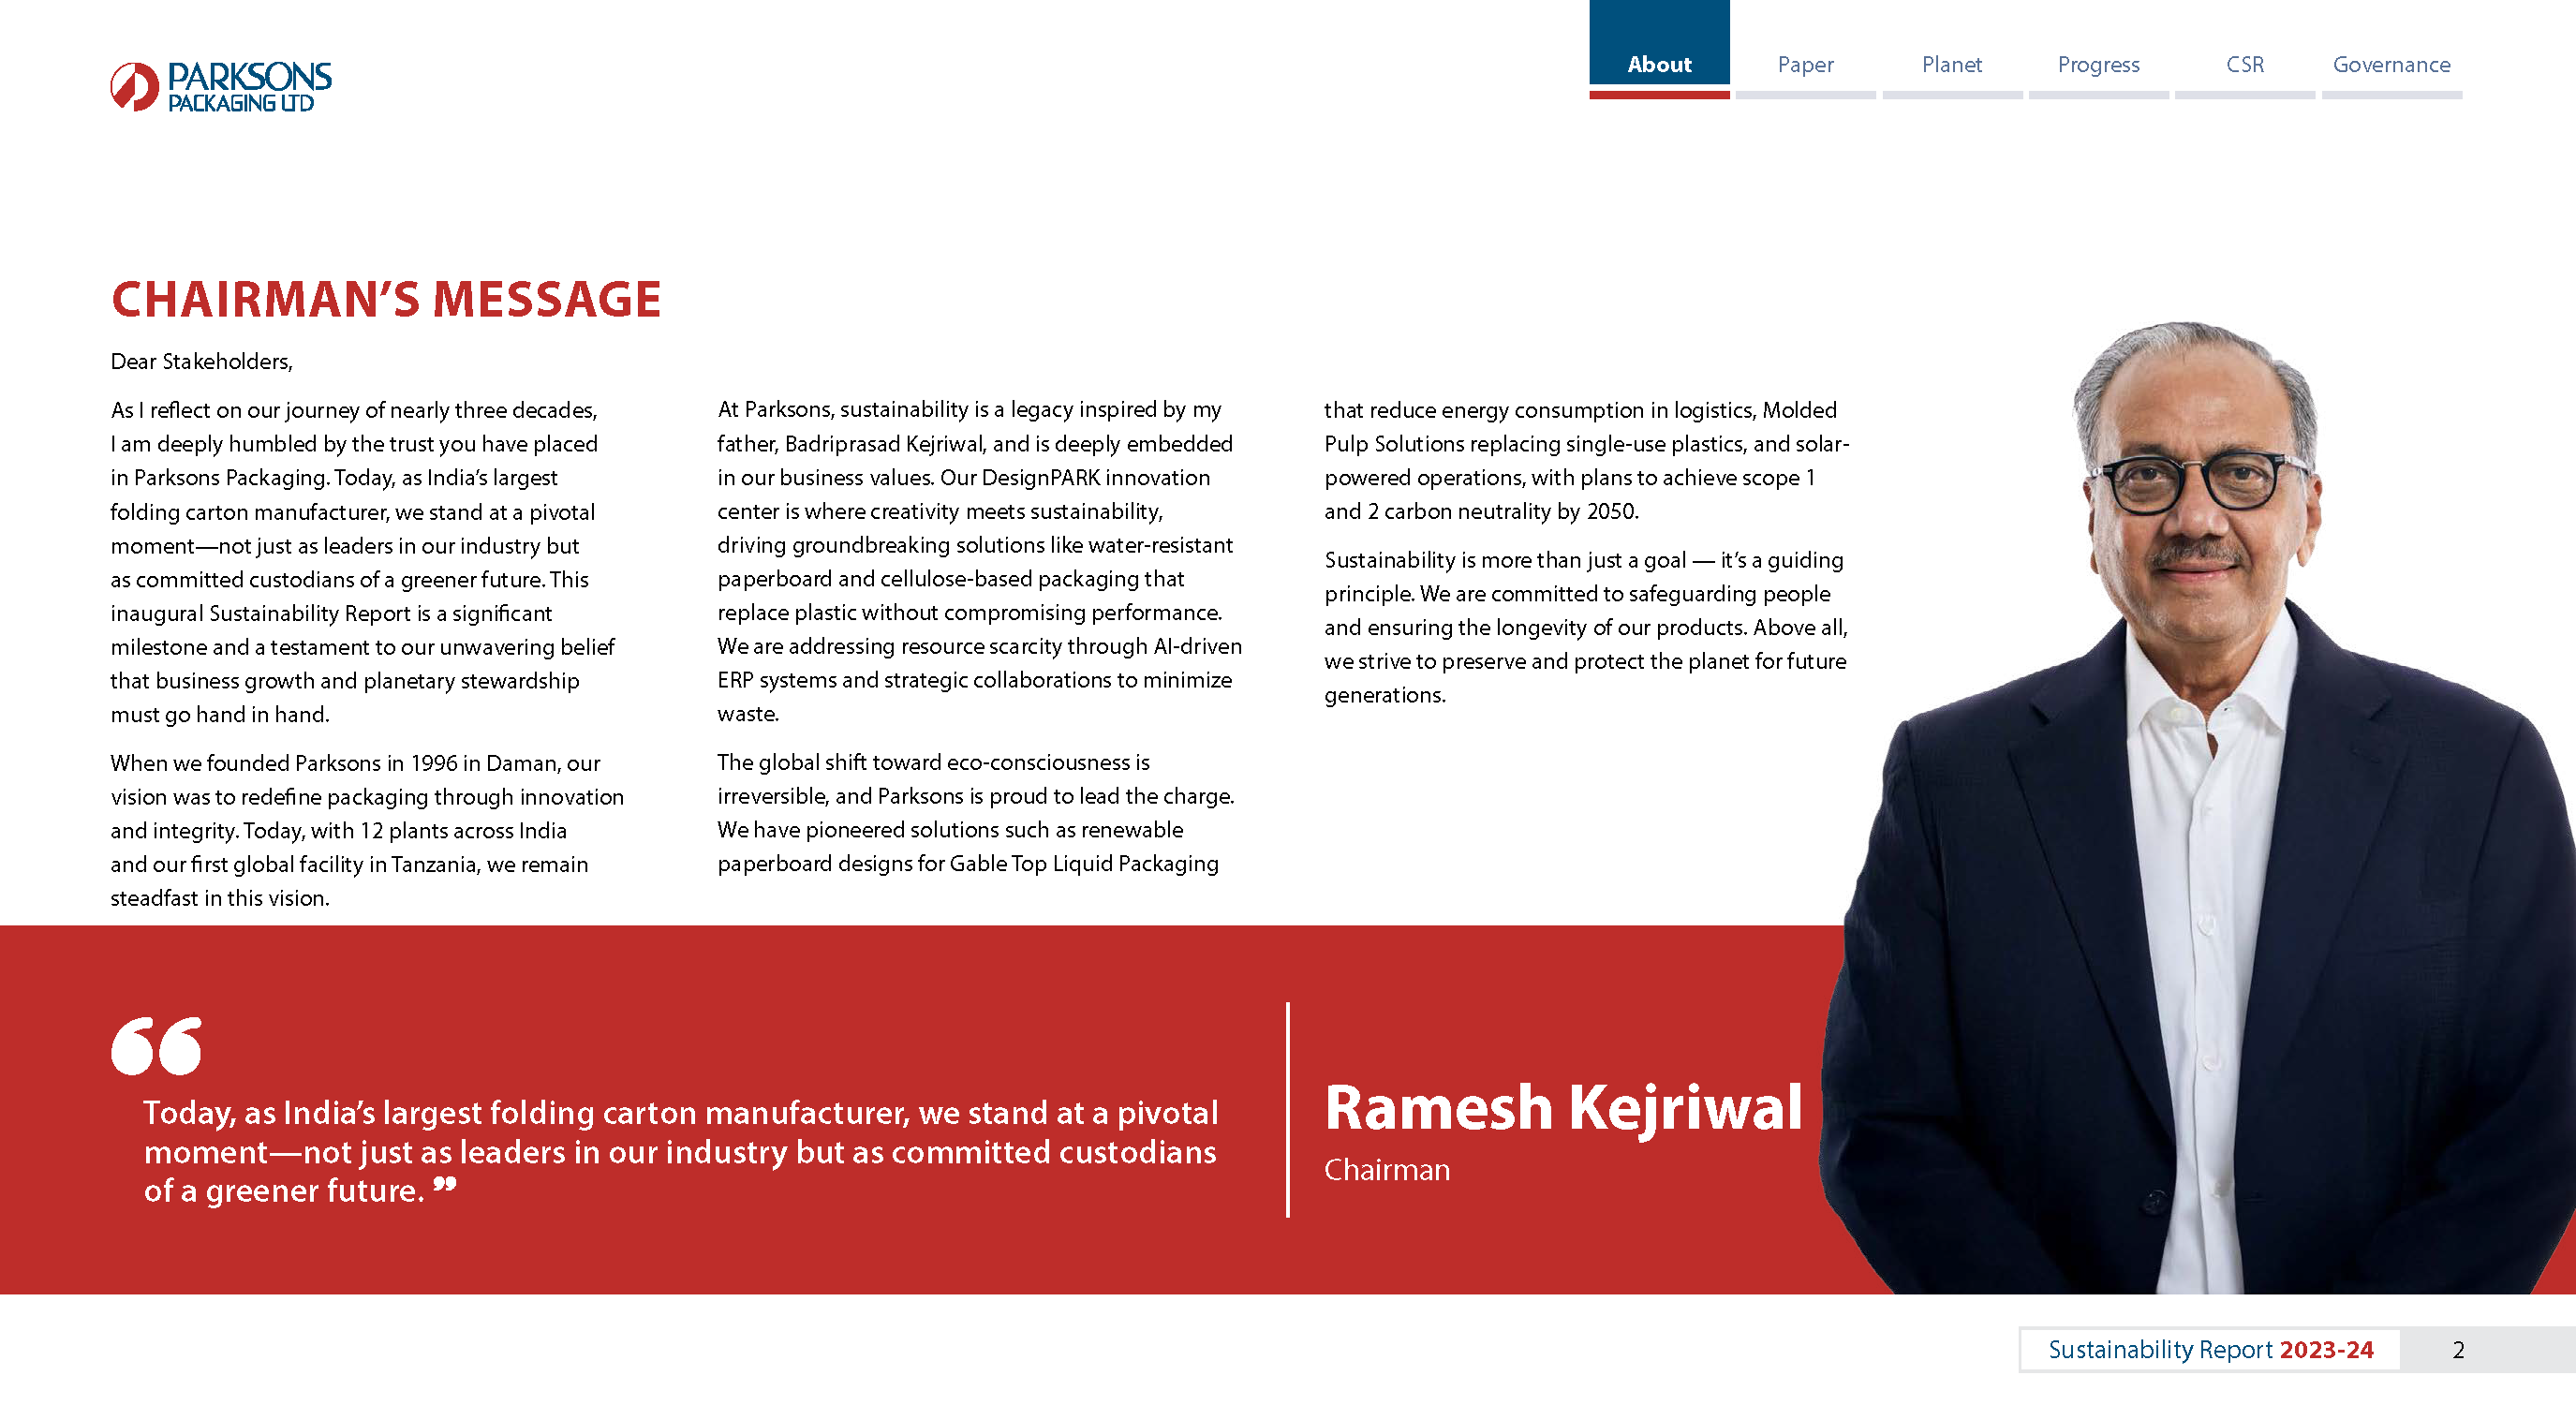 PARKSONS
PACKAGING LTD
About
Paper
Planet
Progress
CSR
Governance
CHAIRMAN’S MESSAGE
Dear Stakeholders,
As I reflect on our journey of nearly three decades,
I am deeply humbled by the trust you have placed
in Parksons Packaging. Today, as India’s largest
folding carton manufacturer, we stand at a pivotal
moment—not just as leaders in our industry but
as committed custodians of a greener future. This
inaugural Sustainability Report is a significant
milestone and a testament to our unwavering belief
that business growth and planetary stewardship
must go hand in hand.
When we founded Parksons in 1996 in Daman, our
vision was to redefine packaging through innovation
and integrity. Today, with 12 plants across India
and our first global facility in Tanzania, we remain
steadfast in this vision.
At Parksons, sustainability is a legacy inspired by my
father, Badriprasad Kejriwal, and is deeply embedded
in our business values. Our DesignPARK innovation
center is where creativity meets sustainability,
driving groundbreaking solutions like water-resistant
paperboard and cellulose-based packaging that
replace plastic without compromising performance.
We are addressing resource scarcity through AI-driven
ERP systems and strategic collaborations to minimize
waste.
The global shift toward eco-consciousness is
irreversible, and Parksons is proud to lead the charge.
We have pioneered solutions such as renewable
paperboard designs for Gable Top Liquid Packaging
that reduce energy consumption in logistics, Molded
Pulp Solutions replacing single-use plastics, and solar-
powered operations, with plans to achieve scope 1
and 2 carbon neutrality by 2050.
Sustainability is more than just a goal — it’s a guiding
principle. We are committed to safeguarding people
and ensuring the longevity of our products. Above all,
we strive to preserve and protect the planet for future
generations.
“
Today, as India’s largest folding carton manufacturer, we stand at a pivotal
moment—not just as leaders in our industry but as committed custodians
of a greener future. ”
Ramesh Kejriwal
Chairman
Sustainability Report 2023-24
2